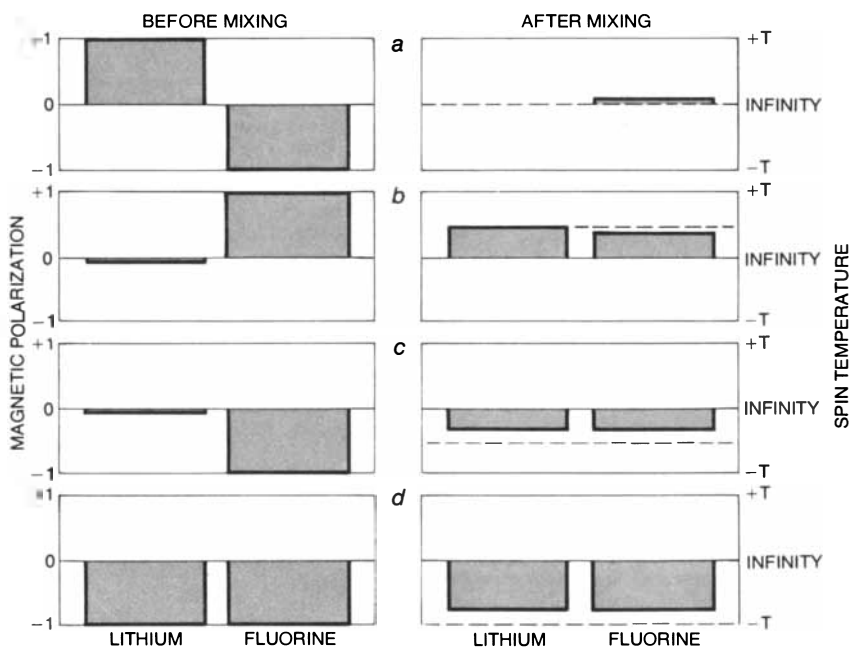 BEFORE MIXING
AFTER MIXING
a
+1
0
−1
+T
INFINITY
−T
b
+1
0
−1
+T
INFINITY
−T
c
+1
0
−1
+T
INFINITY
−T
d
1
0
−1
+T
INFINITY
−T
LITHIUM FLUORINE
LITHIUM FLUORINE
MAGNETIC POLARIZATION
SPIN TEMPERATURE